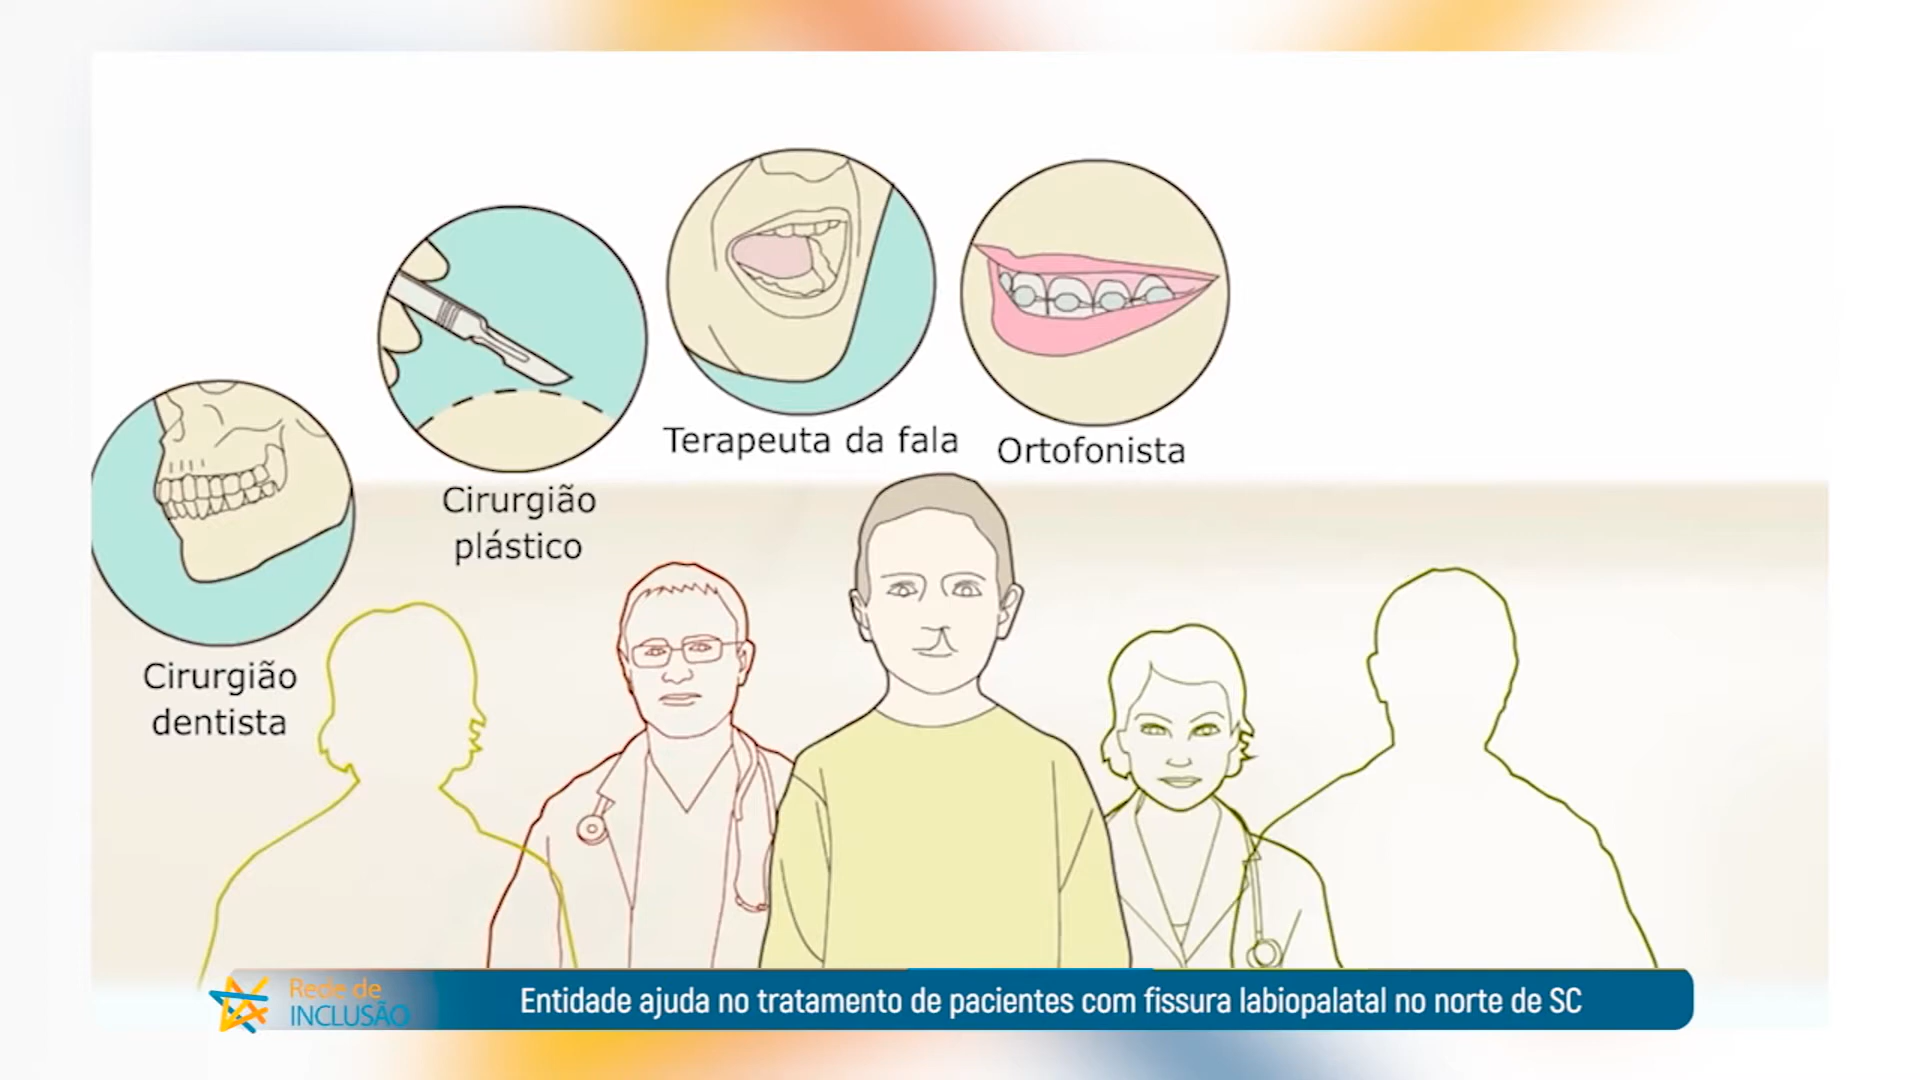 Terapeuta da fala
Ortofonista
Cirurgião
plástico
Cirurgião
dentista
Rede de
INCLUSÃO
Entidade ajuda no tratamento de pacientes com fissura labiopalatal no norte de SC